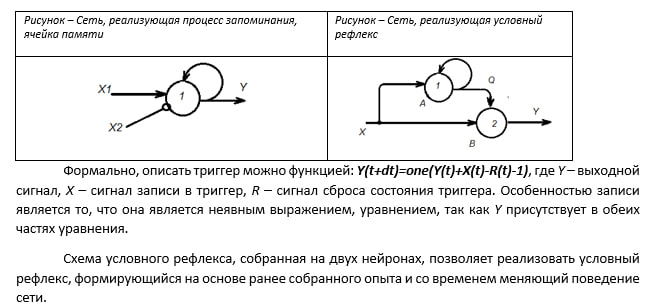 Рисунок – Сеть, реализующая процесс запоминания,
ячейка памяти
Рисунок – Сеть, реализующая условный
рефлекс
X1
1
Y
X2
1
Q
A
X
2
Y
B
Формально, описать триггер можно функцией: Y(t+dt)=one(Y(t)+X(t)-R(t)-1), где Y – выходной
сигнал, X – сигнал записи в триггер, R – сигнал сброса состояния триггера. Особенностью записи
является то, что она является неявным выражением, уравнением, так как Y присутствует в обеих
частях уравнения.
Схема условного рефлекса, собранная на двух нейронах, позволяет реализовать условный
рефлекс, формирующийся на основе ранее собранного опыта и со временем меняющий поведение
сети.